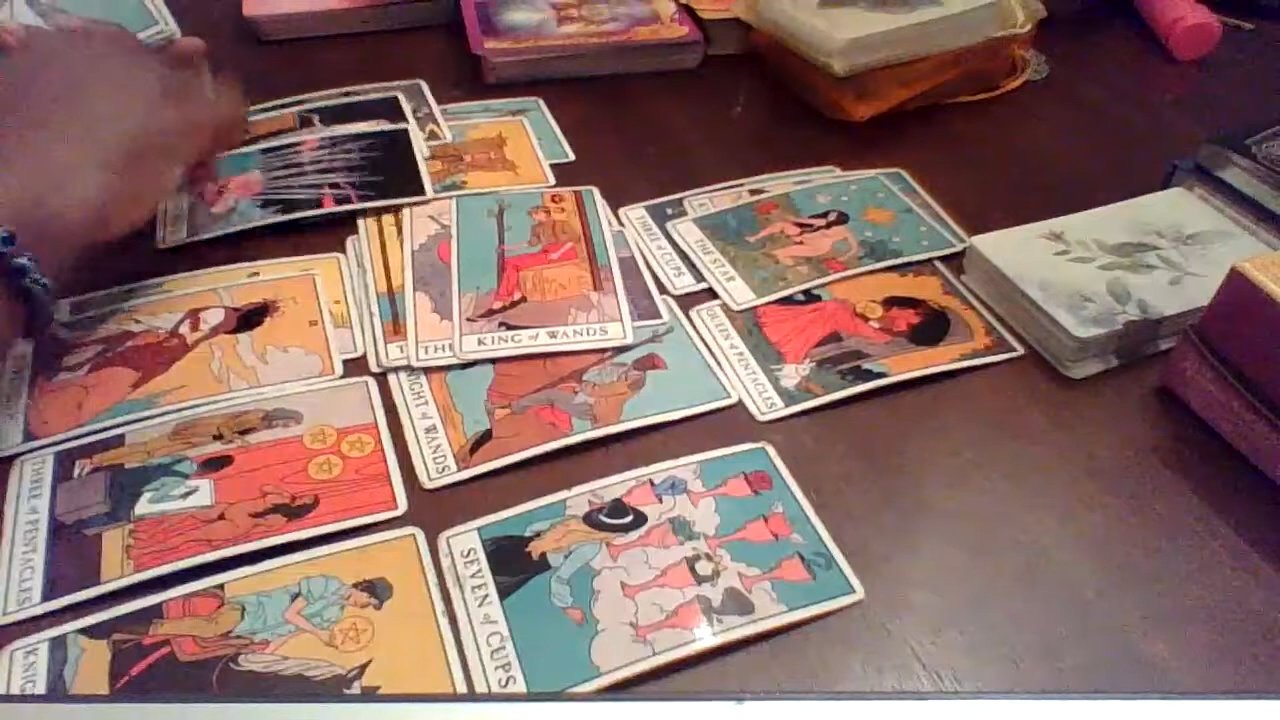 THREE of CUPS
THE STAR
QUEEN of PENTACLES
KING of WANDS
KNIGHT of WANDS
THREE of PENTACLES
SEVEN of CUPS